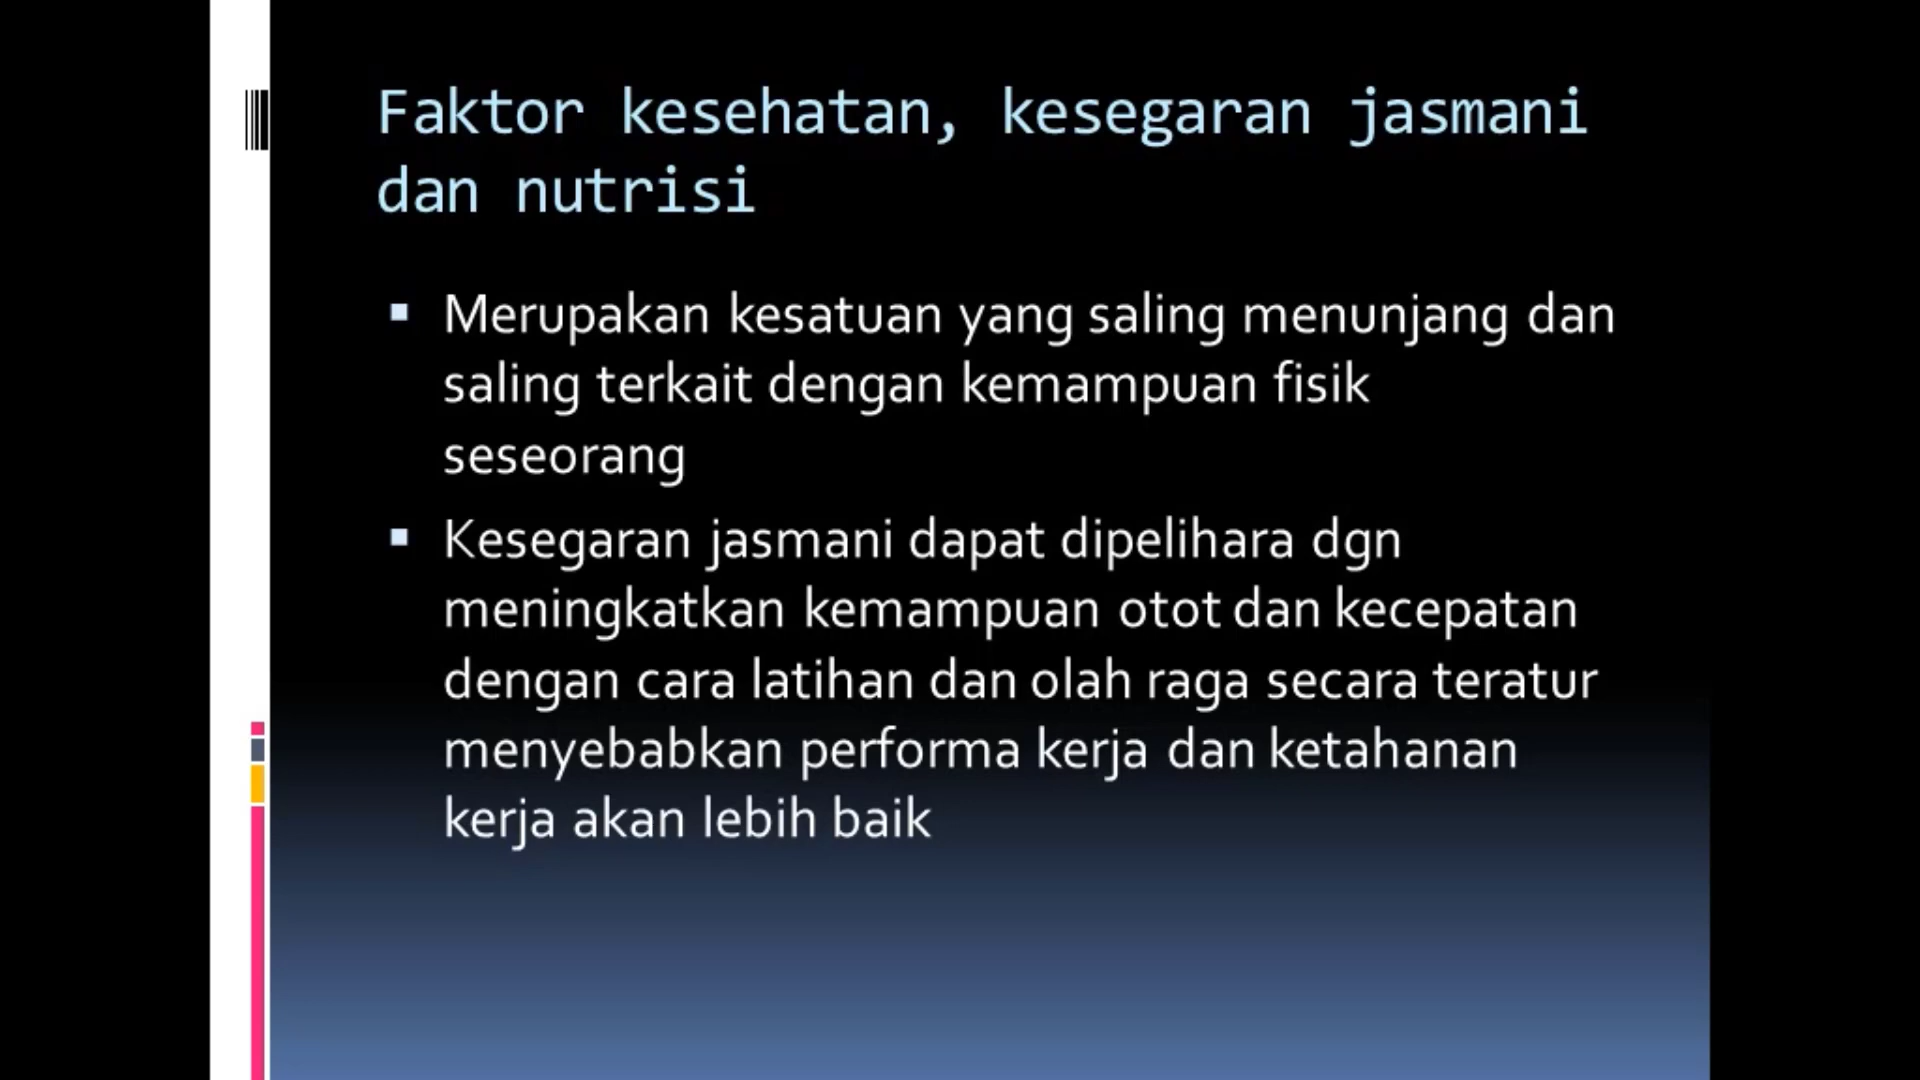 Faktor kesehatan, kesegaran jasmani
dan nutrisi
Merupakan kesatuan yang saling menunjang dan
saling terkait dengan kemampuan fisik
seseorang
Kesegaran jasmani dapat dipelihara dgn
meningkatkan kemampuan otot dan kecepatan
dengan cara latihan dan olah raga secara teratur
menyebabkan performa kerja dan ketahanan
kerja akan lebih baik